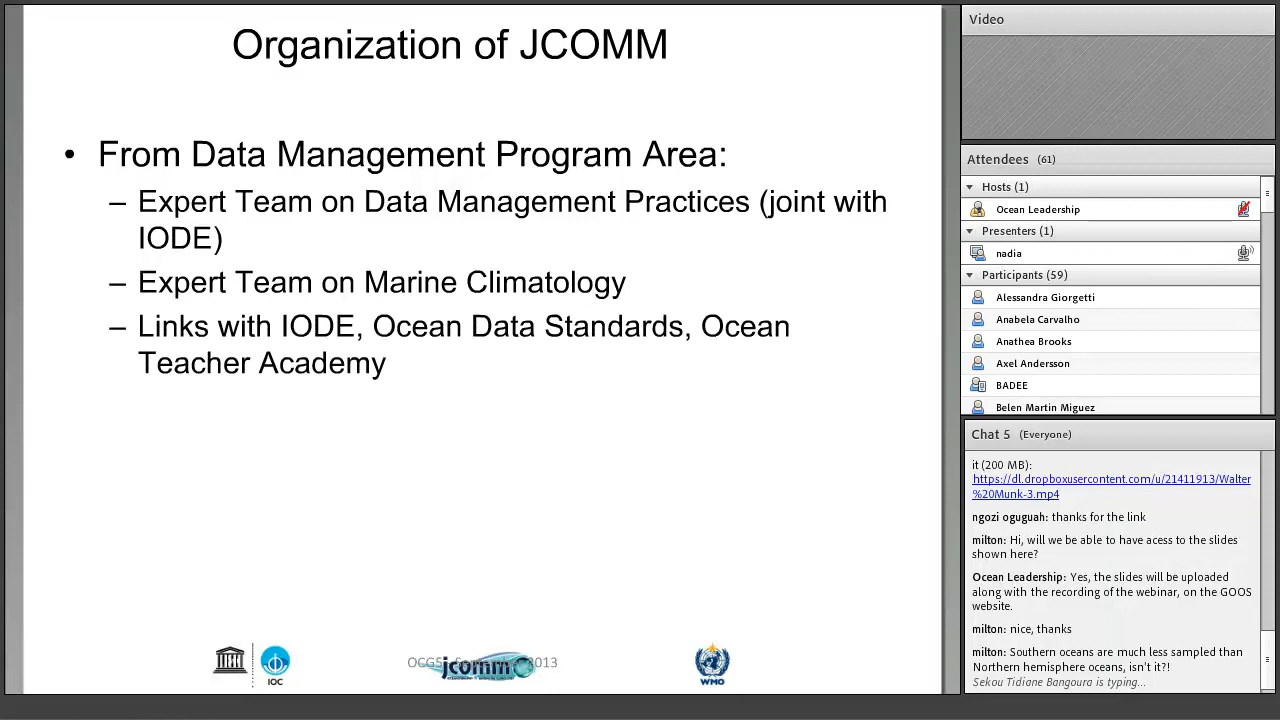 Organization of JCOMM
• From Data Management Program Area:
– Expert Team on Data Management Practices (joint with
IODE)
– Expert Team on Marine Climatology
– Links with IODE, Ocean Data Standards, Ocean
Teacher Academy
IOC
jcomm
2013
WMO
Video
Attendees (61)
Hosts (1)
Ocean Leadership
Presenters (1)
nadia
Participants (59)
Alessandra Giorgetti
Anabela Carvalho
Anathea Brooks
Axel Andersson
BADEE
Belen Martin Miguez
Chat 5 (Everyone)
it (200 MB):
https://dl.dropboxusercontent.com/u/21411913/Walter
%20Munk-3.mp4
ngozi oguguah: thanks for the link
milton: Hi, will we be able to have acess to the slides
shown here?
Ocean Leadership: Yes, the slides will be uploaded
along with the recording of the webinar, on the GOOS
website.
milton: nice, thanks
milton: Southern oceans are much less sampled than
Northern hemisphere oceans, isn't it?!
Sekou Tidiane Bangoura is typing...